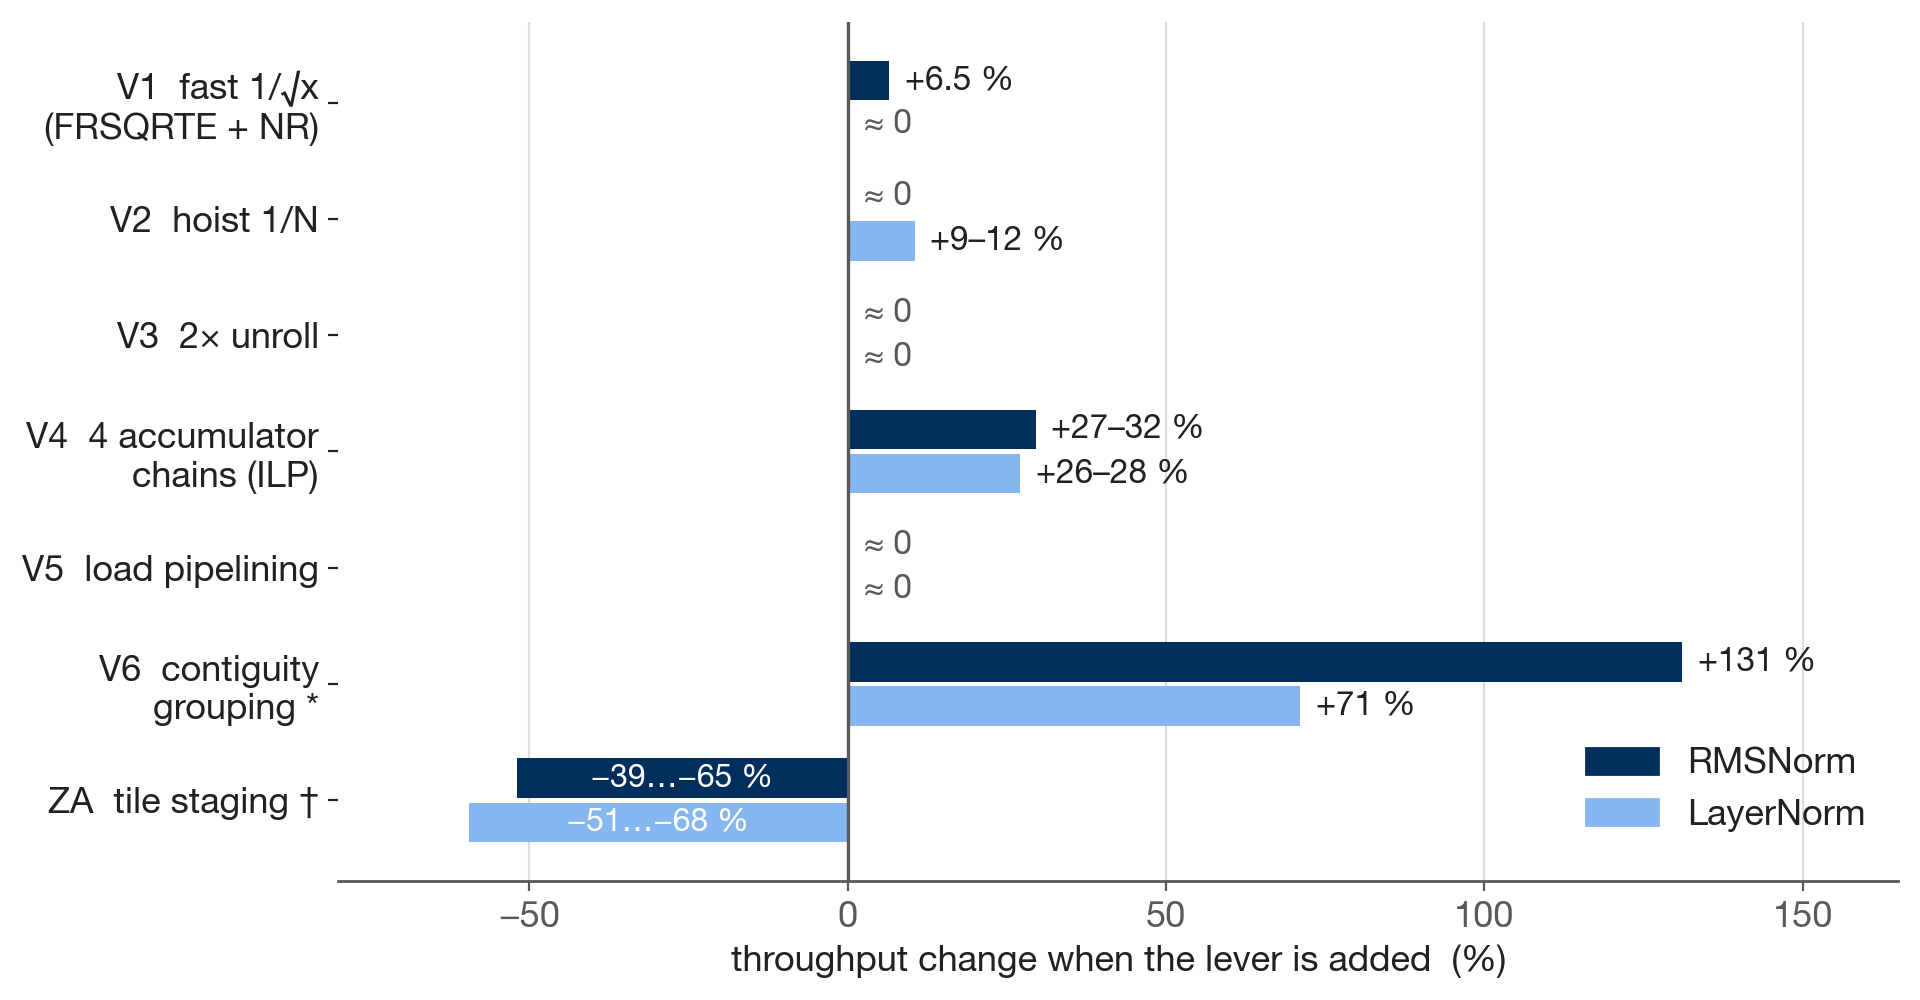 V1 fast 1/√x
(FRSQRTE + NR)
+6.5 %
≈ 0
V2 hoist 1/N
≈ 0
+9–12 %
V3 2× unroll
≈ 0
≈ 0
V4 4 accumulator
chains (ILP)
+27–32 %
+26–28 %
V5 load pipelining
≈ 0
≈ 0
V6 contiguity
grouping *
+131 %
+71 %
ZA tile staging †
−39…−65 %
−51…−68 %
RMSNorm
LayerNorm
−50 0 50 100 150
throughput change when the lever is added (%)